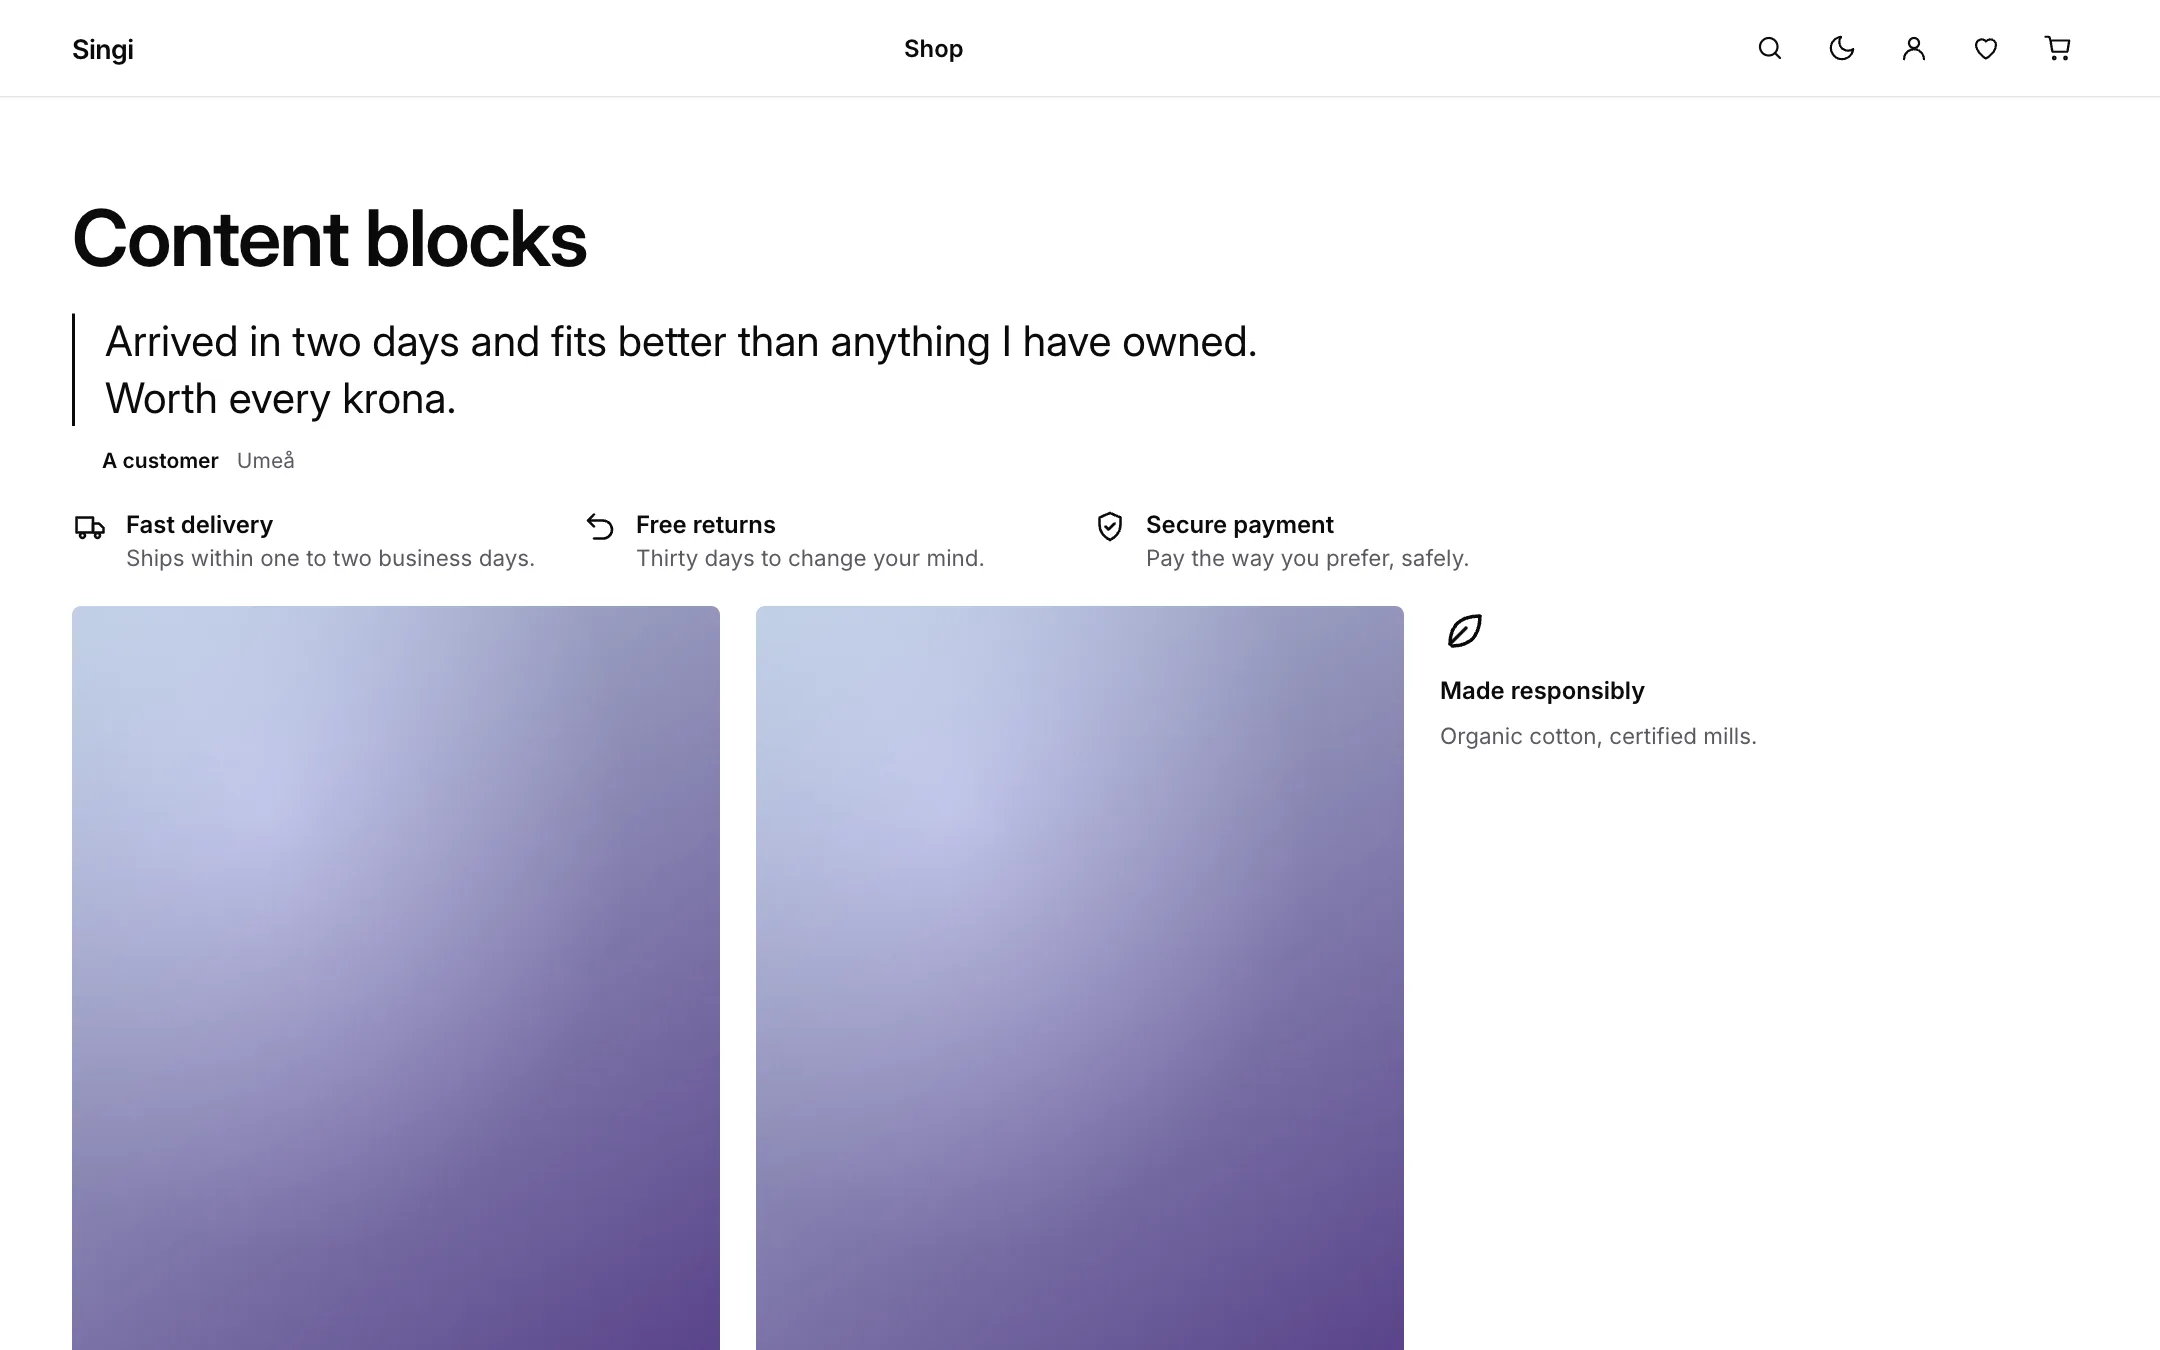 Singi
Shop
Content blocks
Arrived in two days and fits better than anything I have owned.
Worth every krona.
A customer Umeå
Fast delivery
Ships within one to two business days.
Free returns
Thirty days to change your mind.
Secure payment
Pay the way you prefer, safely.
Made responsibly
Organic cotton, certified mills.